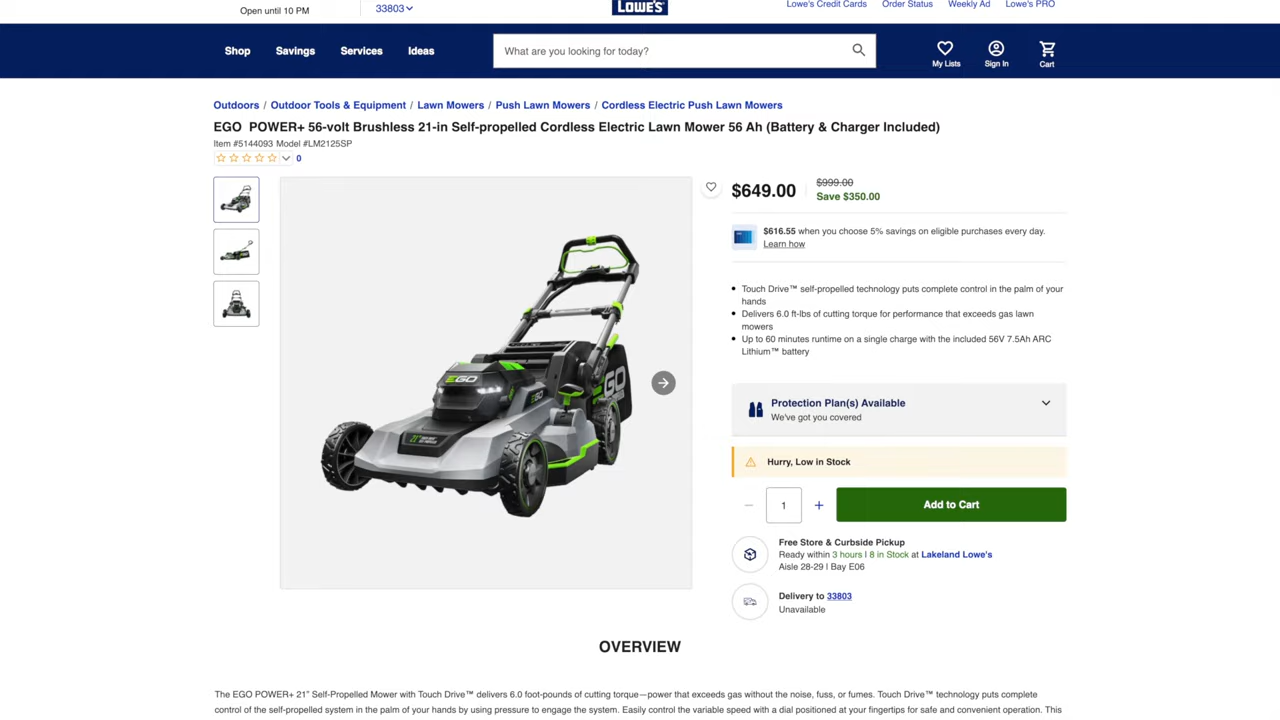 Open until 10 PM
33803
LOWE'S
Lowe's Credit Cards
Order Status
Weekly Ad
Lowe's PRO
Shop
Savings
Services
Ideas
What are you looking for today?
My Lists
Sign In
Cart
Outdoors / Outdoor Tools & Equipment / Lawn Mowers / Push Lawn Mowers / Cordless Electric Push Lawn Mowers
EGO POWER+ 56-volt Brushless 21-in Self-propelled Cordless Electric Lawn Mower 56 Ah (Battery & Charger Included)
Item #5144093 Model #LM2125SP
0
EGO
EGO
$649.00
$999.00
Save $350.00
$616.55 when you choose 5% savings on eligible purchases every day.
Learn how
Touch Drive™ self-propelled technology puts complete control in the palm of your
hands
Delivers 6.0 ft-lbs of cutting torque for performance that exceeds gas lawn
mowers
Up to 60 minutes runtime on a single charge with the included 56V 7.5Ah ARC
Lithium™ battery
Protection Plan(s) Available
We've got you covered
Hurry, Low in Stock
1
Add to Cart
Free Store & Curbside Pickup
Ready within 3 hours | 8 in Stock at Lakeland Lowe's
Aisle 28-29 | Bay E06
Delivery to 33803
Unavailable
OVERVIEW
The EGO POWER+ 21" Self-Propelled Mower with Touch Drive™ delivers 6.0 foot-pounds of cutting torque—power that exceeds gas without the noise, fuss, or fumes. Touch Drive™ technology puts complete
control of the self-propelled system in the palm of your hands by using pressure to engage the system. Easily control the variable speed with a dial positioned at your fingertips for safe and convenient operation. This